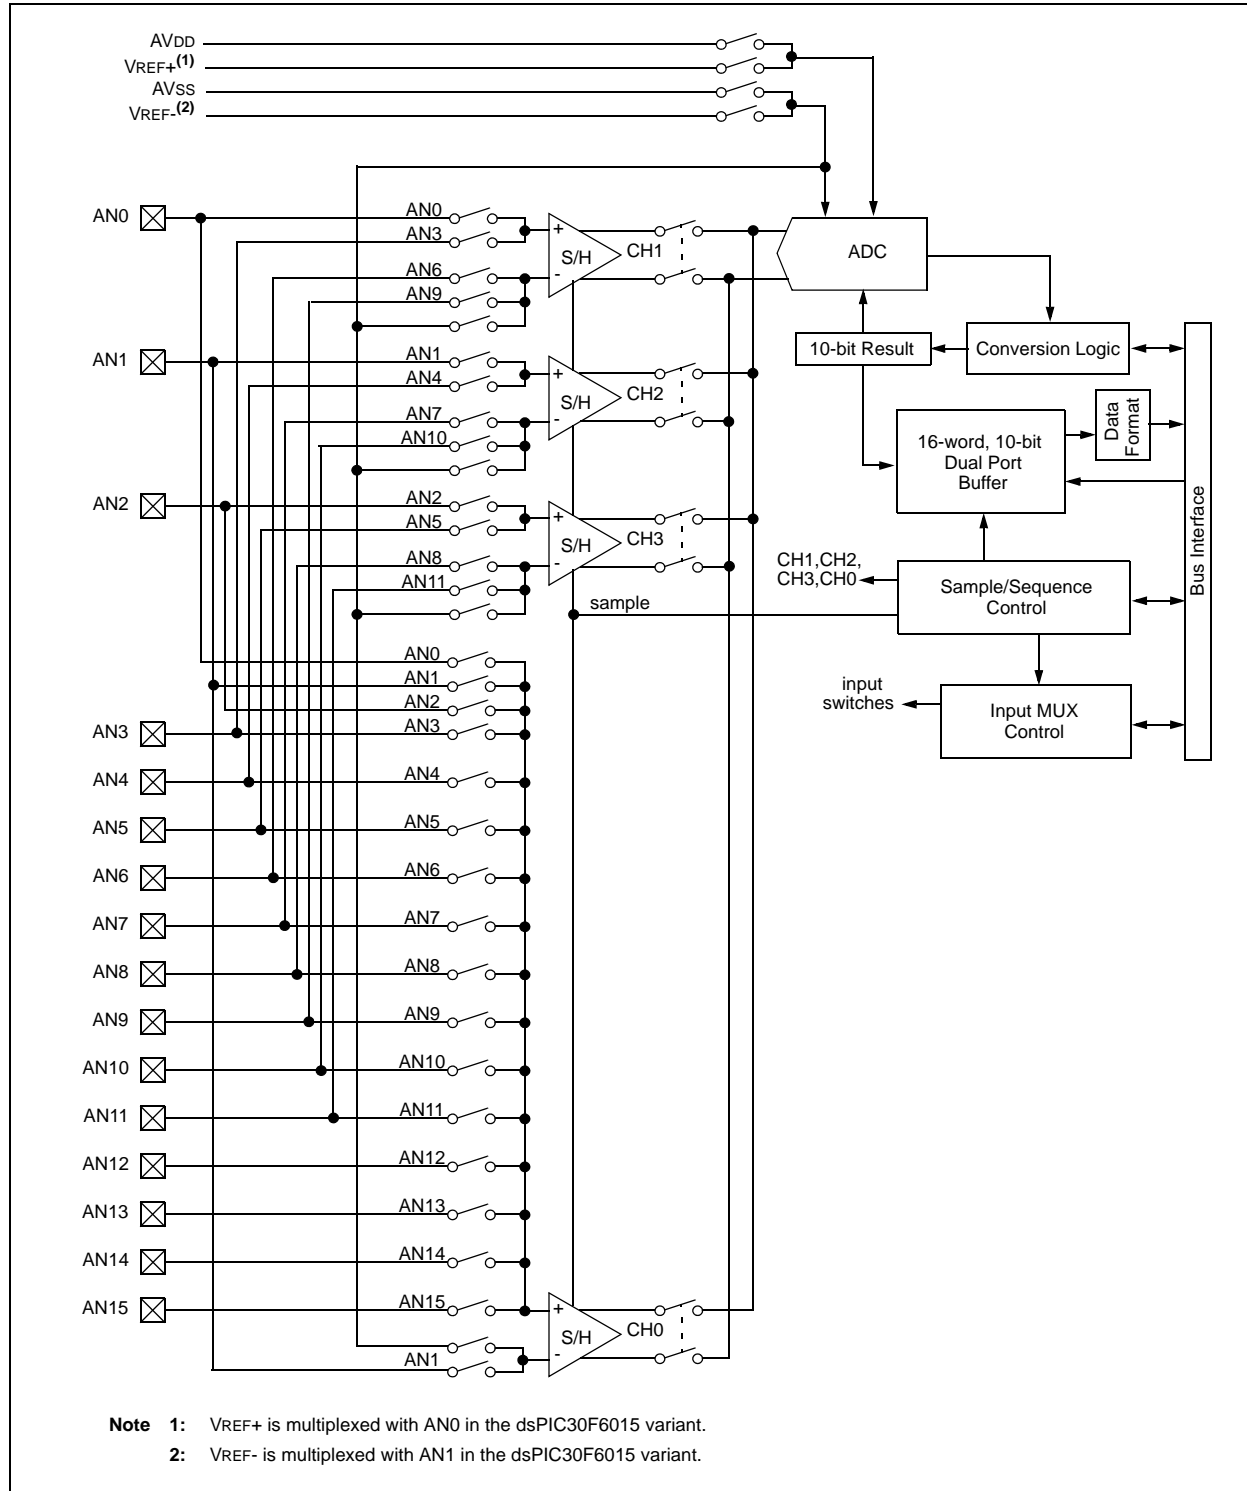 AVDD
VREF+(1)
AVSS
VREF-(2)
AN0
AN0
AN3
+
-
S/H
CH1
ADC
AN6
AN9
10-bit Result
Conversion Logic
AN1
AN1
AN4
+
-
S/H
CH2
AN7
AN10
16-word, 10-bit
Dual Port
Buffer
Data
Format
Bus Interface
AN2
AN2
AN5
+
-
S/H
CH3
AN8
AN11
CH1,CH2,
CH3,CH0
Sample/Sequence
Control
sample
AN0
AN1
AN2
input
switches
Input MUX
Control
AN3
AN3
AN4
AN4
AN5
AN5
AN6
AN6
AN7
AN7
AN8
AN8
AN9
AN9
AN10
AN10
AN11
AN11
AN12
AN12
AN13
AN13
AN14
AN14
AN15
AN15
+
-
S/H
CH0
AN1
Note 1: VREF+ is multiplexed with AN0 in the dsPIC30F6015 variant.
2: VREF- is multiplexed with AN1 in the dsPIC30F6015 variant.